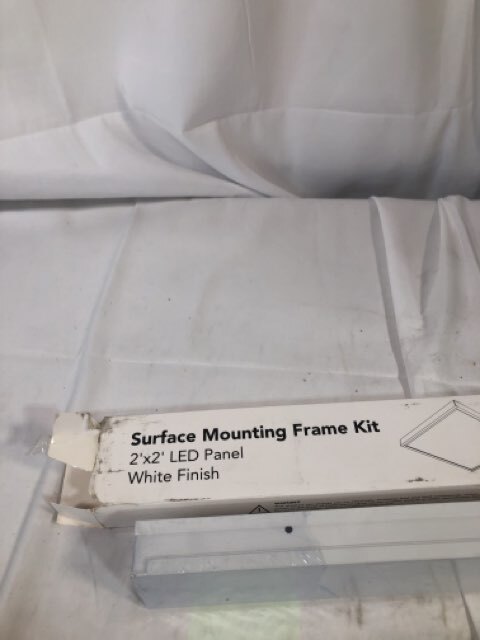 Surface Mounting Frame Kit
2'x2' LED Panel
White Finish